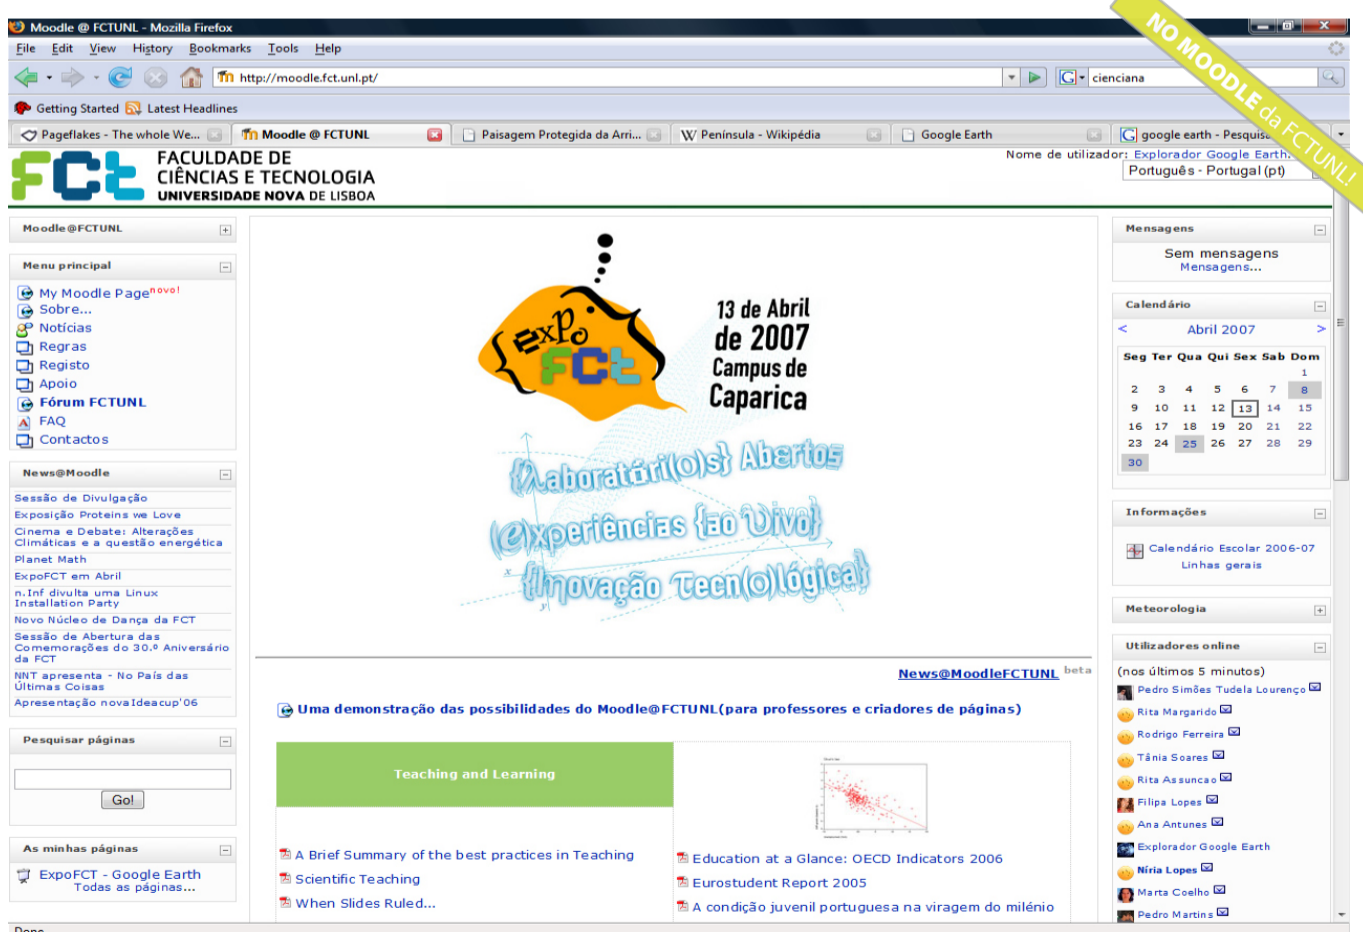 Moodle @ FCTUNL - Mozilla Firefox
File Edit View History Bookmarks Tools Help
http://moodle.fct.unl.pt/
G cienciana
NO MOODLE da FCTUNL!
Getting Started Latest Headlines
Pageflakes - The whole We...
Moodle @ FCTUNL
Paisagem Protegida da Arri...
W Península - Wikipédia
Google Earth
G google earth - Pesquis
FCT
FACULDADE DE
CIÊNCIAS E TECNOLOGIA
UNIVERSIDADE NOVA DE LISBOA
Nome de utilizador: Explorador Google Earth.
Português - Portugal (pt)
Moodle@FCTUNL
Menu principal
My Moodle Page novo!
Sobre...
Notícias
Regras
Registo
Apoio
Fórum FCTUNL
FAQ
Contactos
News@Moodle
Sessão de Divulgação
Exposição Proteins we Love
Cinema e Debate: Alterações
Climáticas e a questão energética
Planet Math
ExpoFCT em Abril
n.Inf divulta uma Linux
Installation Party
Novo Núcleo de Dança da FCT
Sessão de Abertura das
Comemorações do 30.º Aniversário
da FCT
NNT apresenta - No País das
Últimas Coisas
Apresentação novaIdeacup'06
Pesquisar páginas
Go!
As minhas páginas
ExpoFCT - Google Earth
Todas as páginas...
{expo
FCT
}
13 de Abril
de 2007
Campus de
Caparica
{Laboratóri(o)s} Abertos
(e)xperiências {ao Vivo}
{Inovação Tecn(o)lógica}
x
y
News@MoodleFCTUNL beta
Uma demonstração das possibilidades do Moodle@FCTUNL(para professores e criadores de páginas)
Teaching and Learning
A Brief Summary of the best practices in Teaching
Scientific Teaching
When Slides Ruled...
Education at a Glance: OECD Indicators 2006
Eurostudent Report 2005
A condição juvenil portuguesa na viragem do milénio
Mensagens
Sem mensagens
Mensagens...
Calendário
< Abril 2007 >
Seg Ter Qua Qui Sex Sab Dom
1
2 3 4 5 6 7 8
9 10 11 12 13 14 15
16 17 18 19 20 21 22
23 24 25 26 27 28 29
30
Informações
Calendário Escolar 2006-07
Linhas gerais
Meteorologia
Utilizadores online
(nos últimos 5 minutos)
Pedro Simões Tudela Lourenço
Rita Margarido
Rodrigo Ferreira
Tânia Soares
Rita Assuncao
Filipa Lopes
Ana Antunes
Explorador Google Earth
Níria Lopes
Marta Coelho
Pedro Martins